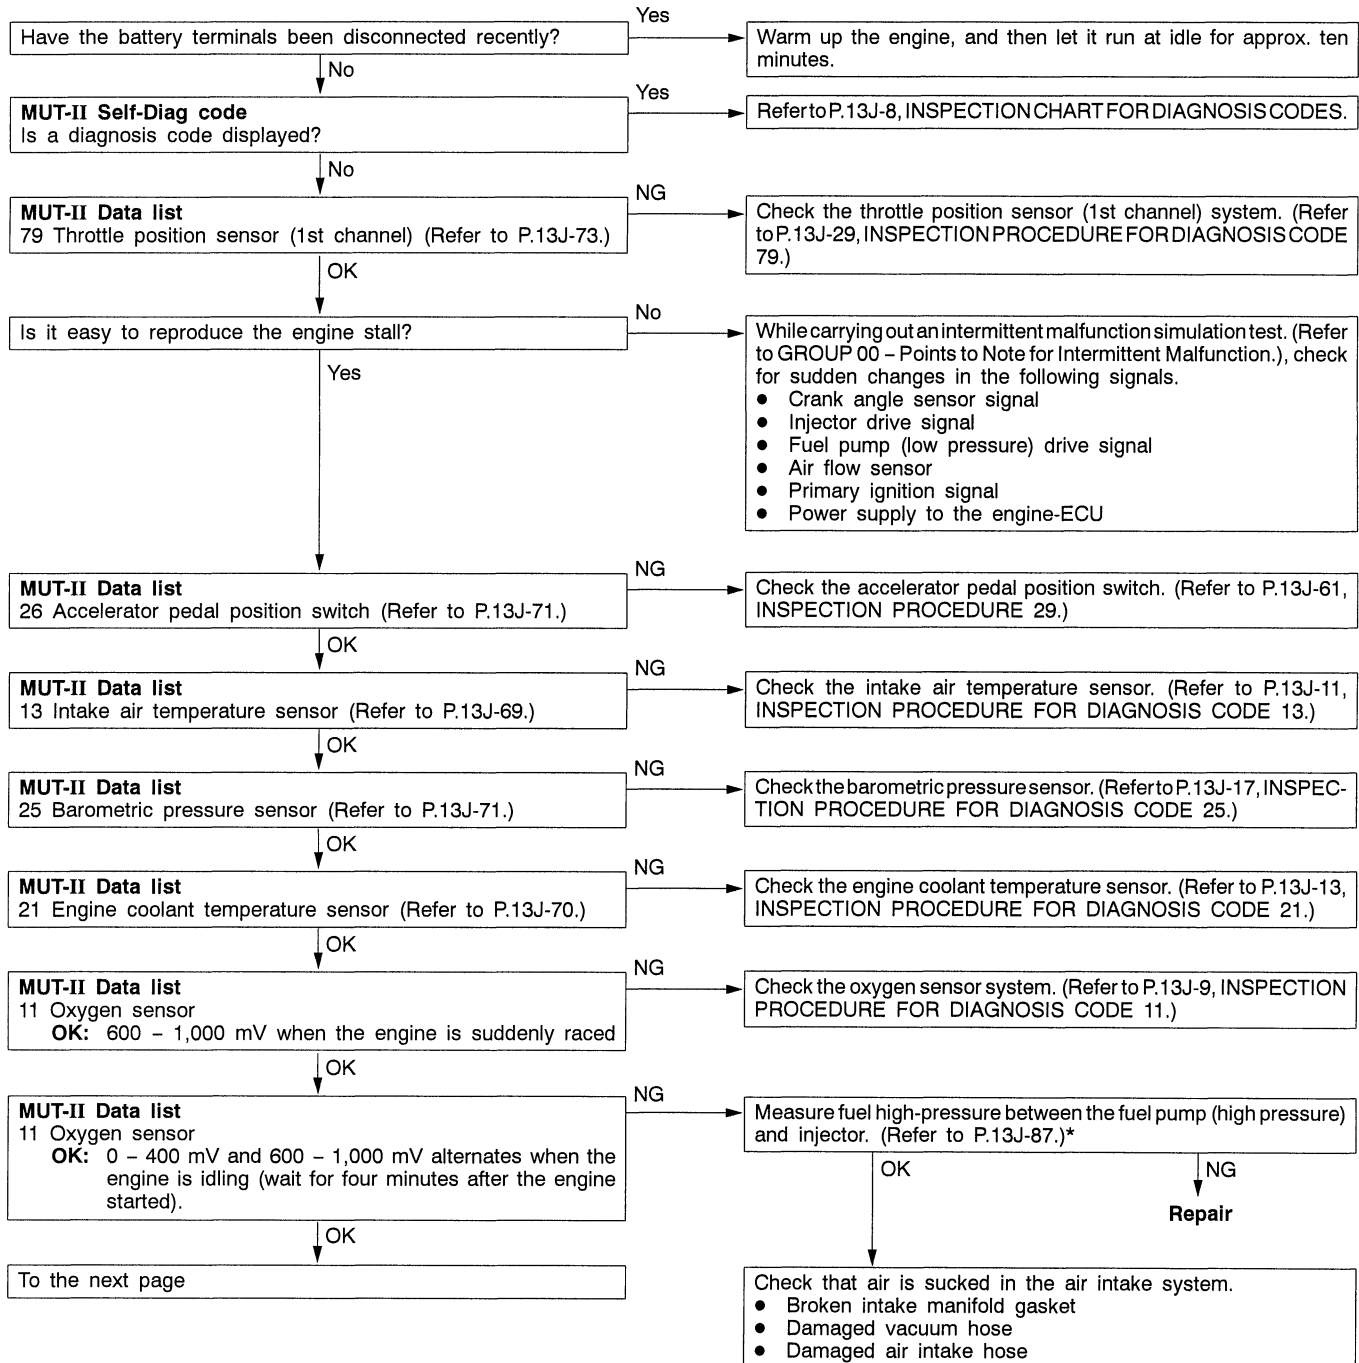 Have the battery terminals been disconnected recently?
Yes
Warm up the engine, and then let it run at idle for approx. ten
minutes.
No
MUT-II Self-Diag code
Is a diagnosis code displayed?
Yes
Refer to P.13J-8, INSPECTION CHART FOR DIAGNOSIS CODES.
No
MUT-II Data list
79 Throttle position sensor (1st channel) (Refer to P.13J-73.)
NG
Check the throttle position sensor (1st channel) system. (Refer
to P.13J-29, INSPECTION PROCEDURE FOR DIAGNOSIS CODE
79.)
OK
Is it easy to reproduce the engine stall?
No
While carrying out an intermittent malfunction simulation test. (Refer
to GROUP 00 – Points to Note for Intermittent Malfunction.), check
for sudden changes in the following signals.
● Crank angle sensor signal
● Injector drive signal
● Fuel pump (low pressure) drive signal
● Air flow sensor
● Primary ignition signal
● Power supply to the engine-ECU
Yes
MUT-II Data list
26 Accelerator pedal position switch (Refer to P.13J-71.)
NG
Check the accelerator pedal position switch. (Refer to P.13J-61,
INSPECTION PROCEDURE 29.)
OK
MUT-II Data list
13 Intake air temperature sensor (Refer to P.13J-69.)
NG
Check the intake air temperature sensor. (Refer to P.13J-11,
INSPECTION PROCEDURE FOR DIAGNOSIS CODE 13.)
OK
MUT-II Data list
25 Barometric pressure sensor (Refer to P.13J-71.)
NG
Check the barometric pressure sensor. (Refer to P.13J-17, INSPEC-
TION PROCEDURE FOR DIAGNOSIS CODE 25.)
OK
MUT-II Data list
21 Engine coolant temperature sensor (Refer to P.13J-70.)
NG
Check the engine coolant temperature sensor. (Refer to P.13J-13,
INSPECTION PROCEDURE FOR DIAGNOSIS CODE 21.)
OK
MUT-II Data list
11 Oxygen sensor
OK: 600 – 1,000 mV when the engine is suddenly raced
NG
Check the oxygen sensor system. (Refer to P.13J-9, INSPECTION
PROCEDURE FOR DIAGNOSIS CODE 11.)
OK
MUT-II Data list
11 Oxygen sensor
OK: 0 – 400 mV and 600 – 1,000 mV alternates when the
engine is idling (wait for four minutes after the engine
started).
NG
Measure fuel high-pressure between the fuel pump (high pressure)
and injector. (Refer to P.13J-87.)*
OK
NG
Repair
OK
To the next page
Check that air is sucked in the air intake system.
● Broken intake manifold gasket
● Damaged vacuum hose
● Damaged air intake hose